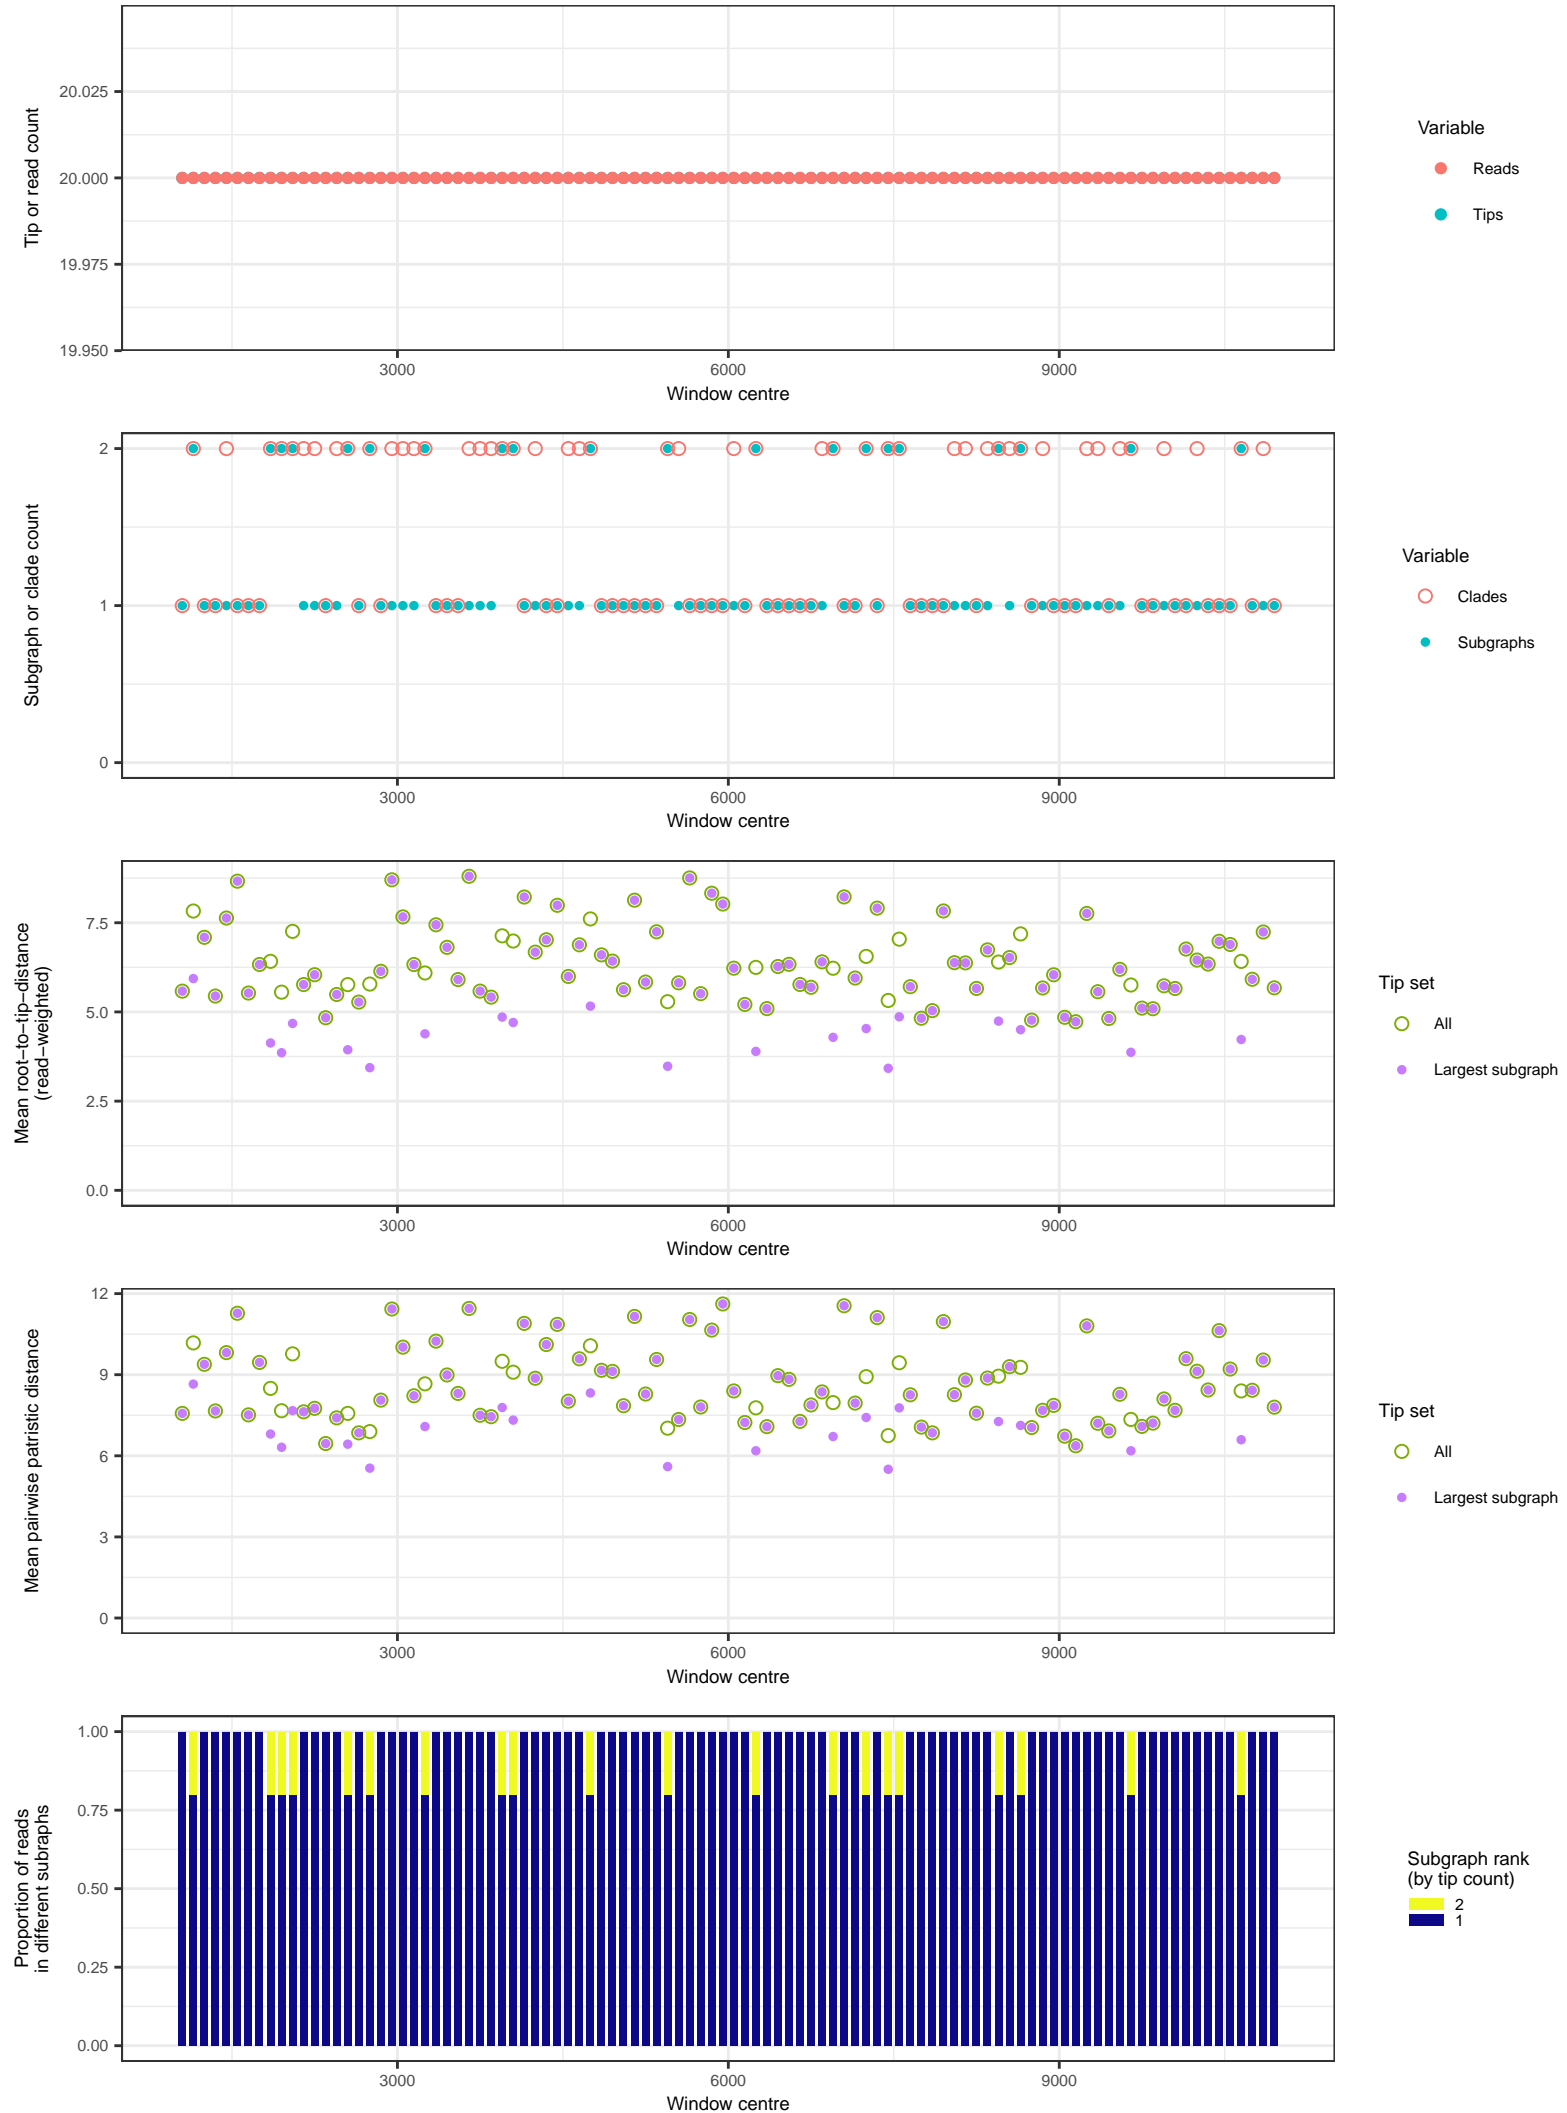 Tip or read count
20.025
20.000
19.975
19.950
3000
6000
9000
Window centre
Variable
Reads
Tips
Subgraph or clade count
2
1
0
3000
6000
9000
Window centre
Variable
Clades
Subgraphs
Mean root−to−tip−distance
(read−weighted)
7.5
5.0
2.5
0.0
3000
6000
9000
Window centre
Tip set
All
Largest subgraph
Mean pairwise patristic distance
12
9
6
3
0
3000
6000
9000
Window centre
Tip set
All
Largest subgraph
Proportion of reads
in different subraphs
1.00
0.75
0.50
0.25
0.00
3000
6000
9000
Window centre
Subgraph rank
(by tip count)
2
1